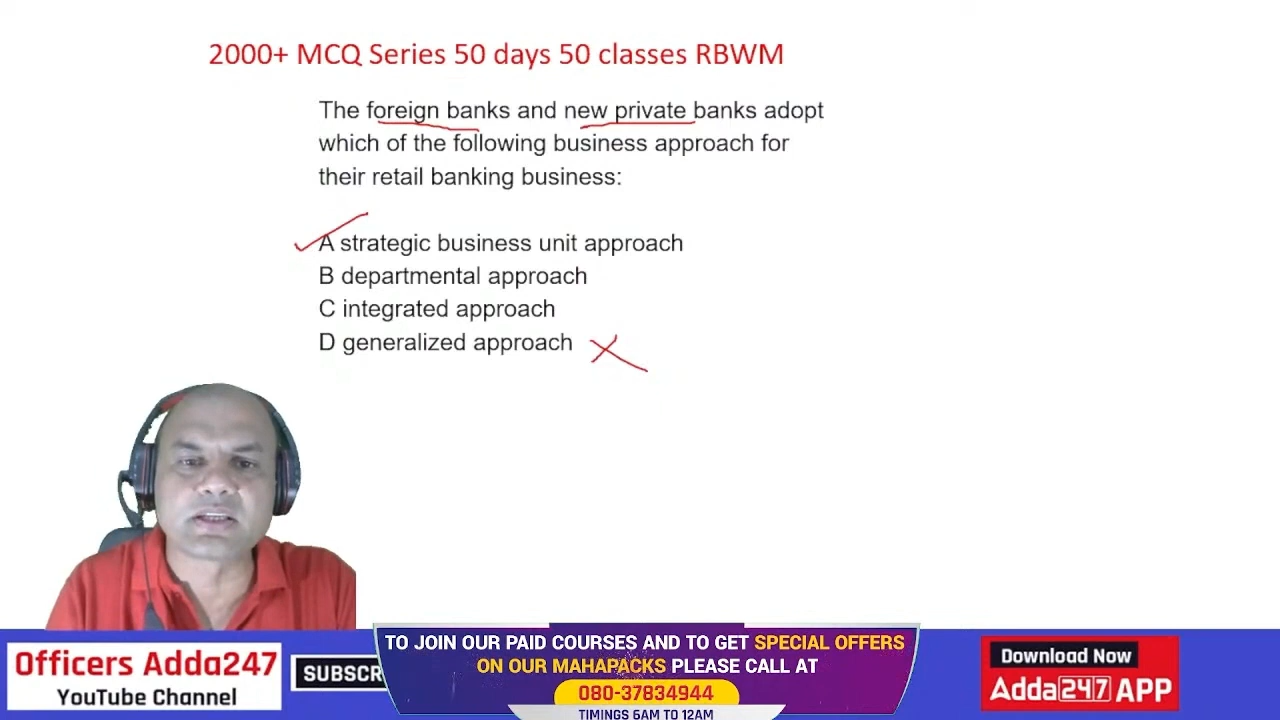 2000+ MCQ Series 50 days 50 classes RBWM
The foreign banks and new private banks adopt
which of the following business approach for
their retail banking business:
A strategic business unit approach
B departmental approach
C integrated approach
D generalized approach
Officers Adda247
YouTube Channel
SUBSCR
TO JOIN OUR PAID COURSES AND TO GET SPECIAL OFFERS
ON OUR MAHAPACKS PLEASE CALL AT
080-37834944
TIMINGS 6AM TO 12AM
Download Now
Adda247 APP